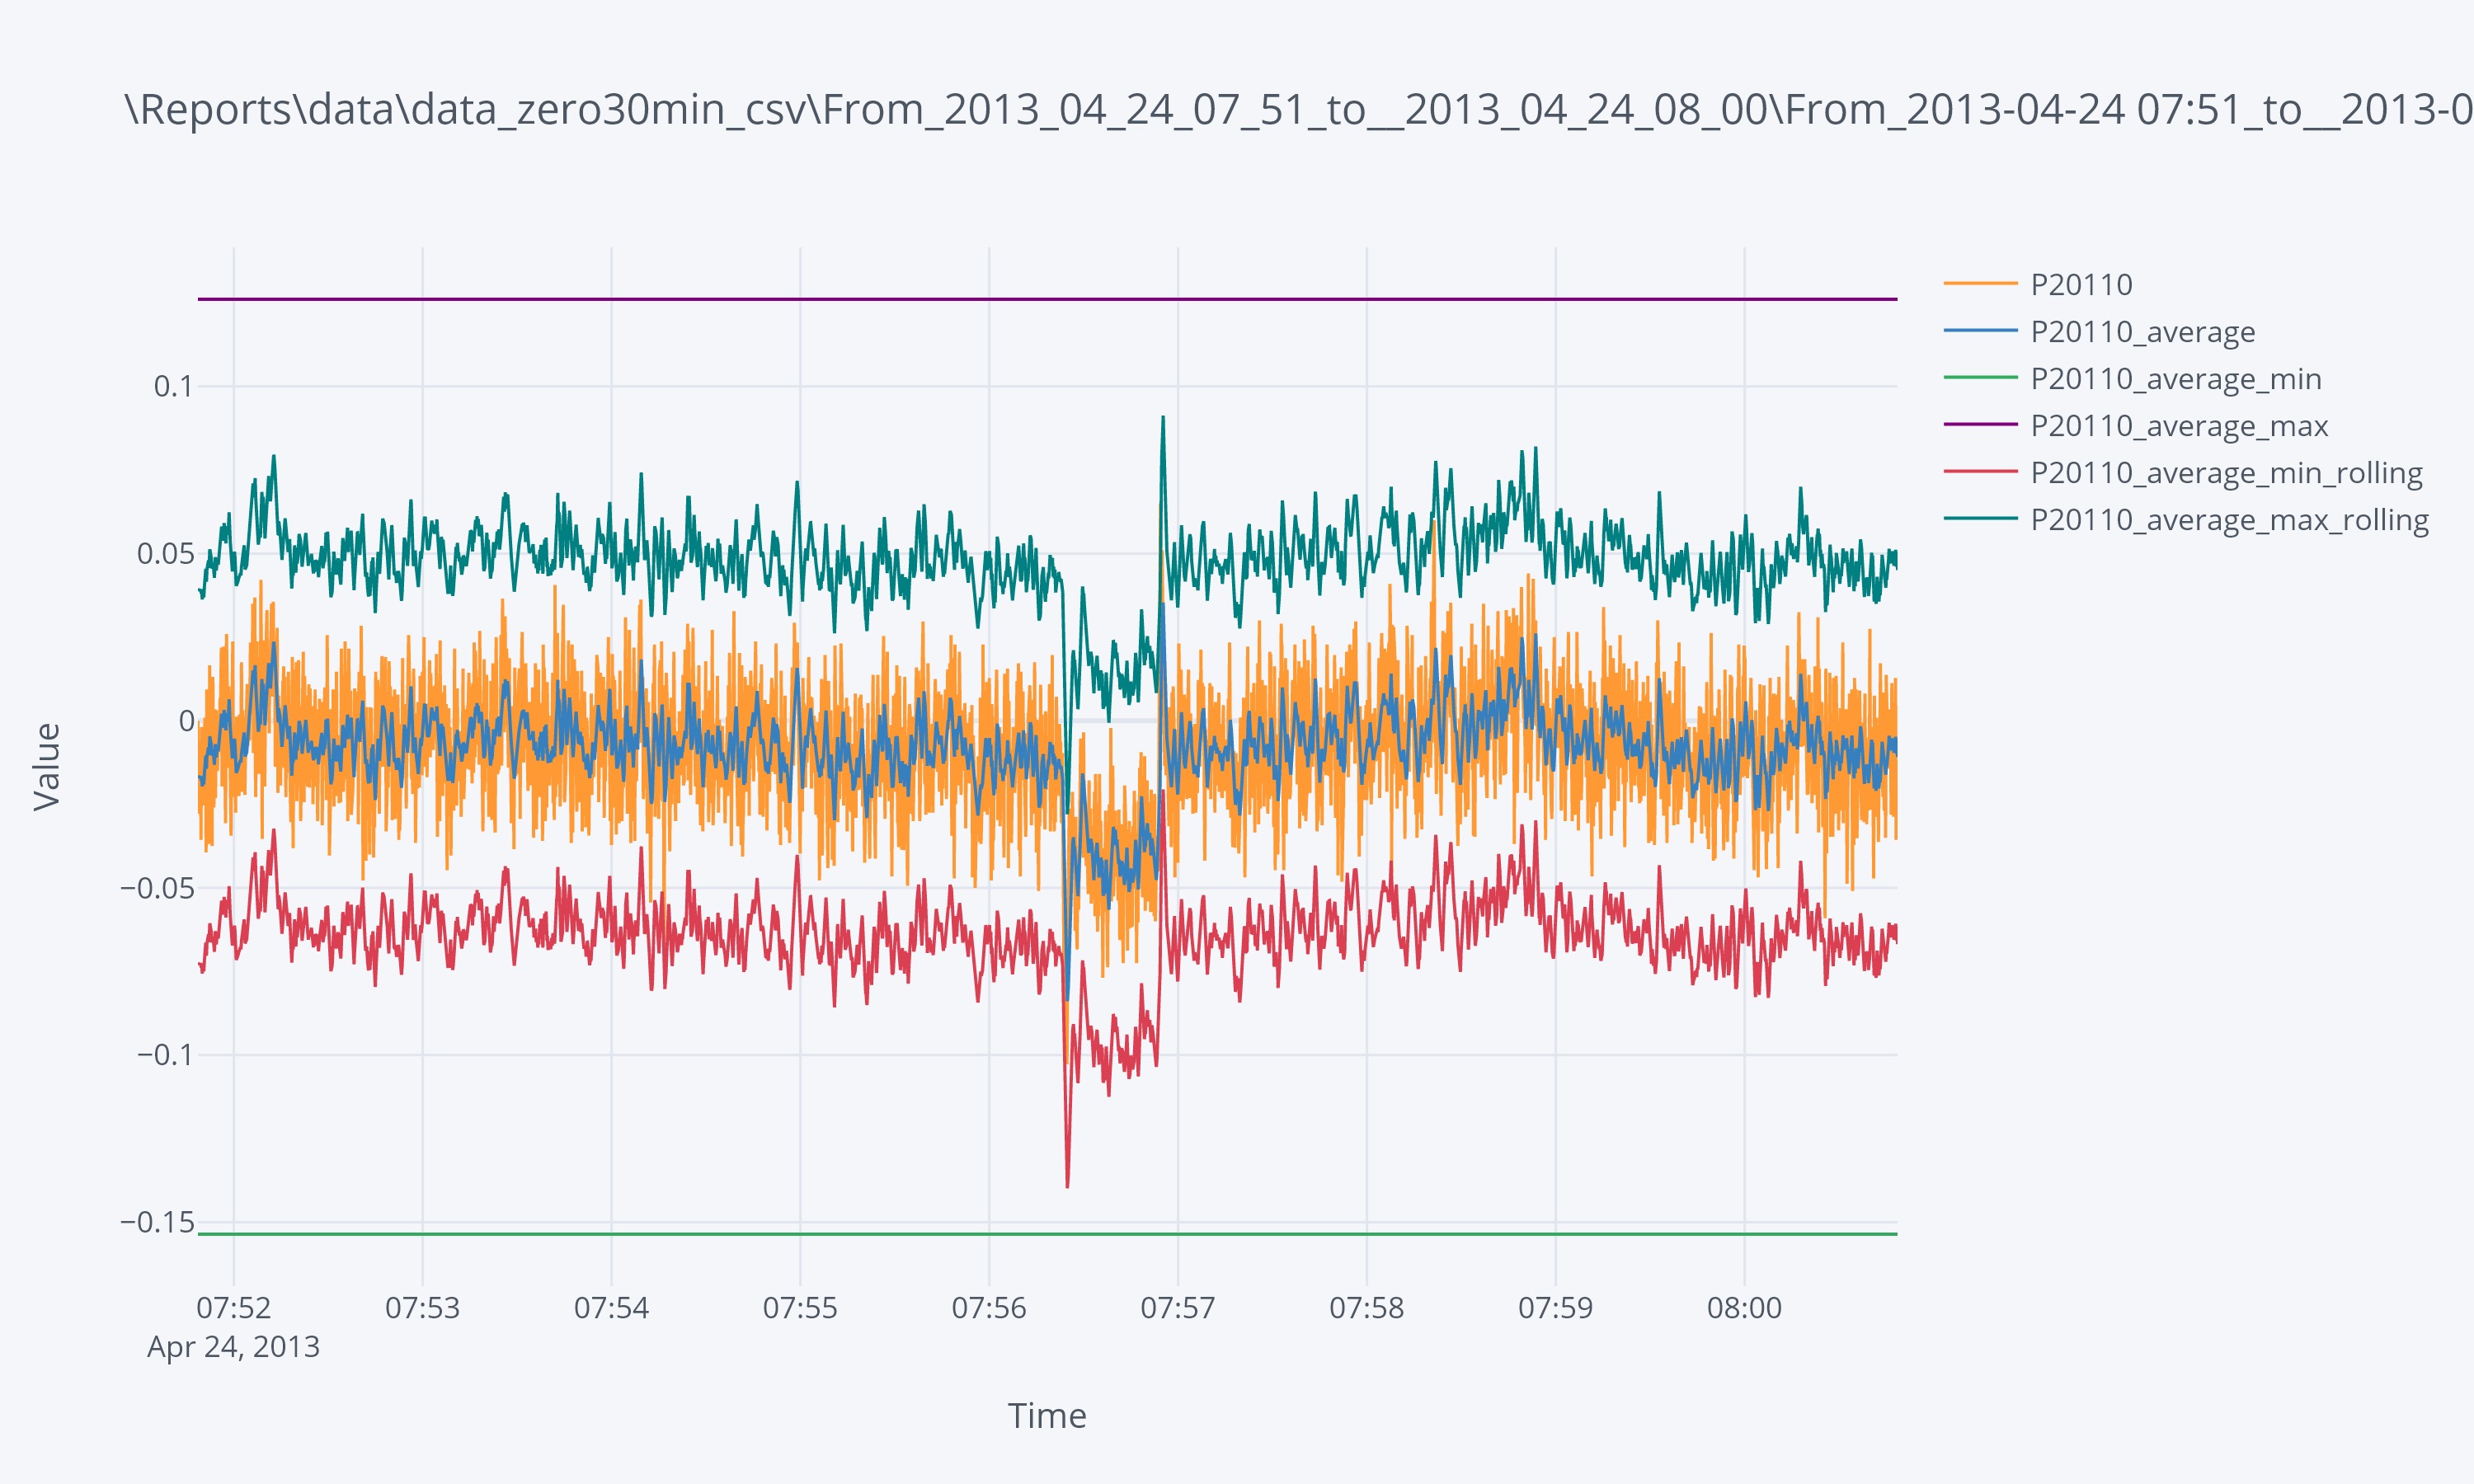 \Reports\data\data_zero30min_csv\From_2013_04_24_07_51_to__2013_04_24_08_00\From_2013-04-24 07:51_to__2013-0
P20110
P20110_average
P20110_average_min
P20110_average_max
P20110_average_min_rolling
P20110_average_max_rolling
0.1
0.05
0
−0.05
−0.1
−0.15
Value
07:52 07:53 07:54 07:55 07:56 07:57 07:58 07:59 08:00
Apr 24, 2013
Time